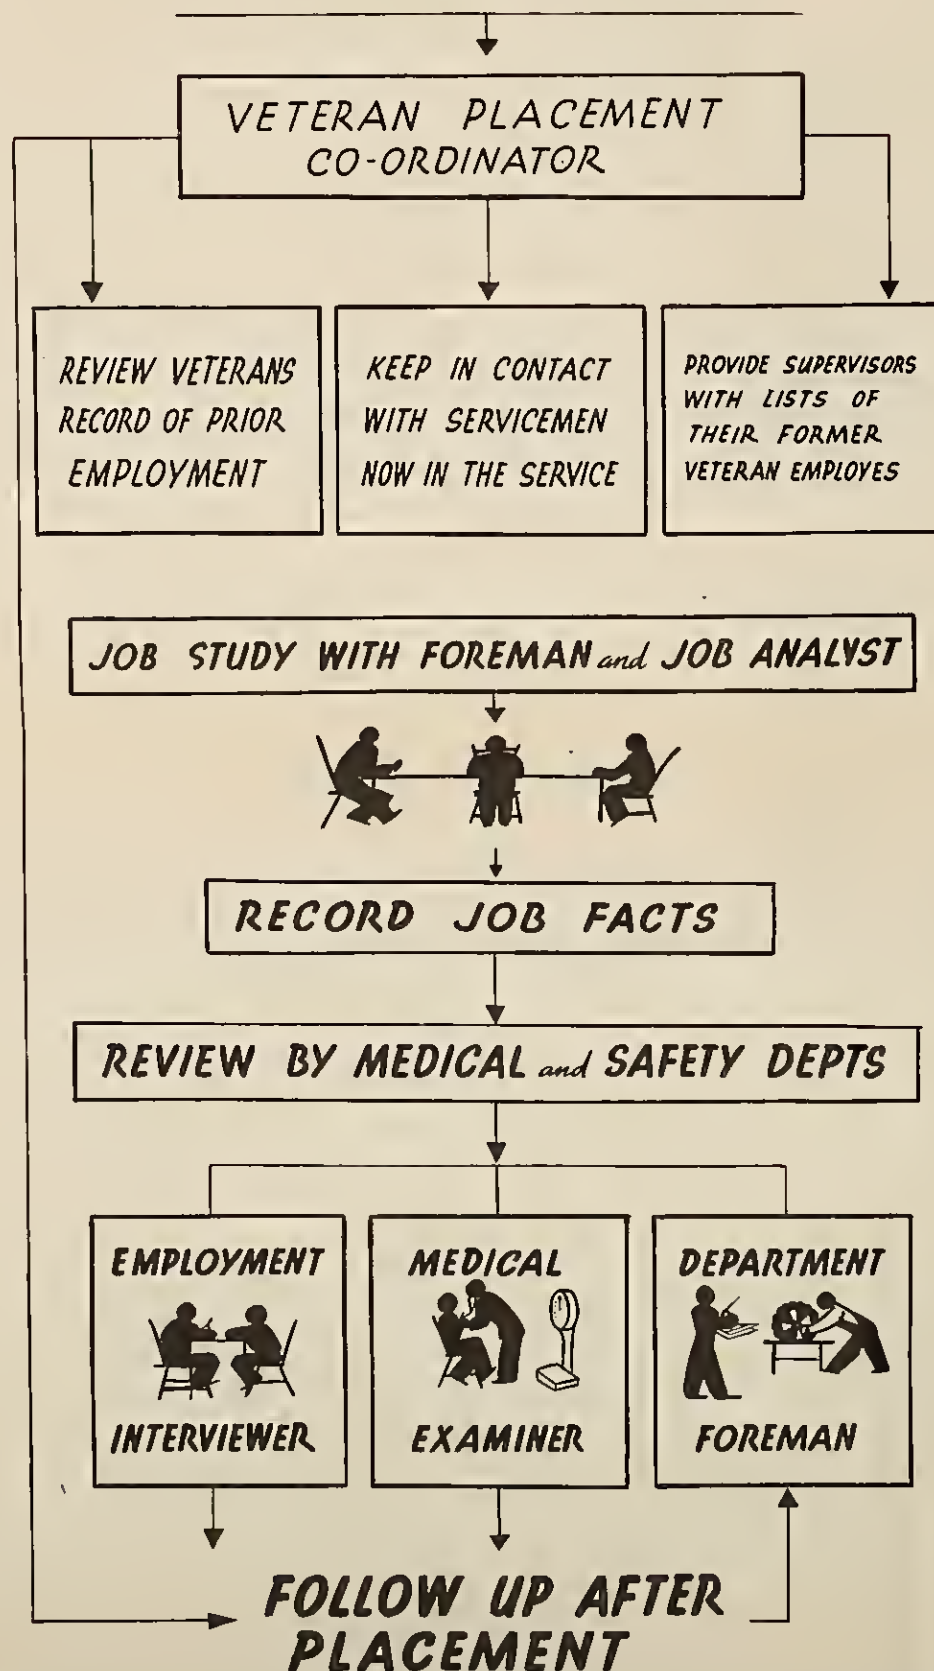 VETERAN PLACEMENT
CO-ORDINATOR
REVIEW VETERANS
RECORD OF PRIOR
EMPLOYMENT
KEEP IN CONTACT
WITH SERVICEMEN
NOW IN THE SERVICE
PROVIDE SUPERVISORS
WITH LISTS OF
THEIR FORMER
VETERAN EMPLOYES
JOB STUDY WITH FOREMAN and JOB ANALYST
RECORD JOB FACTS
REVIEW BY MEDICAL and SAFETY DEPTS
EMPLOYMENT
INTERVIEWER
MEDICAL
EXAMINER
DEPARTMENT
FOREMAN
FOLLOW UP AFTER
PLACEMENT